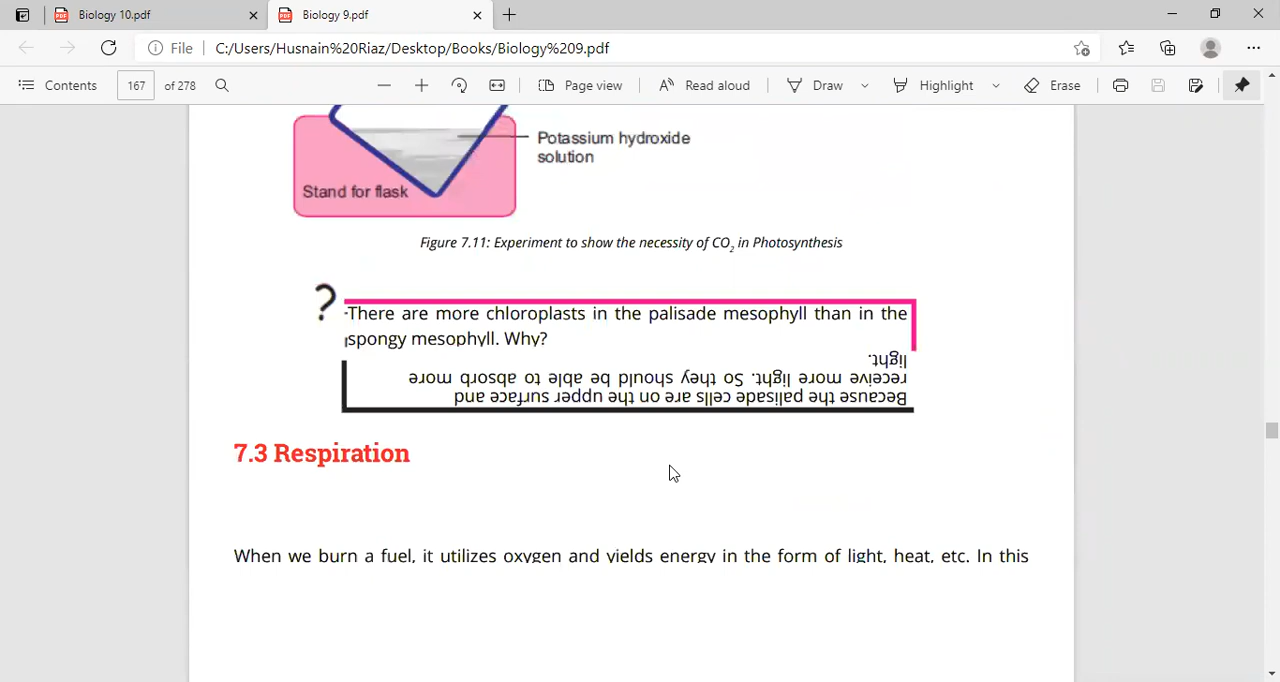 Biology 10.pdf
Biology 9.pdf
File
C:/Users/Husnain%20Riaz/Desktop/Books/Biology%209.pdf
Contents
167
of 278
Page view
Read aloud
Draw
Highlight
Erase
Potassium hydroxide
solution
Stand for flask
Figure 7.11: Experiment to show the necessity of CO2 in Photosynthesis
?
There are more chloroplasts in the palisade mesophyll than in the
spongy mesophyll. Why?
Because the palisade cells are on the upper surface and
receive more light. So they should be able to absorb more
light.
7.3 Respiration
When we burn a fuel, it utilizes oxygen and yields energy in the form of light, heat, etc. In this